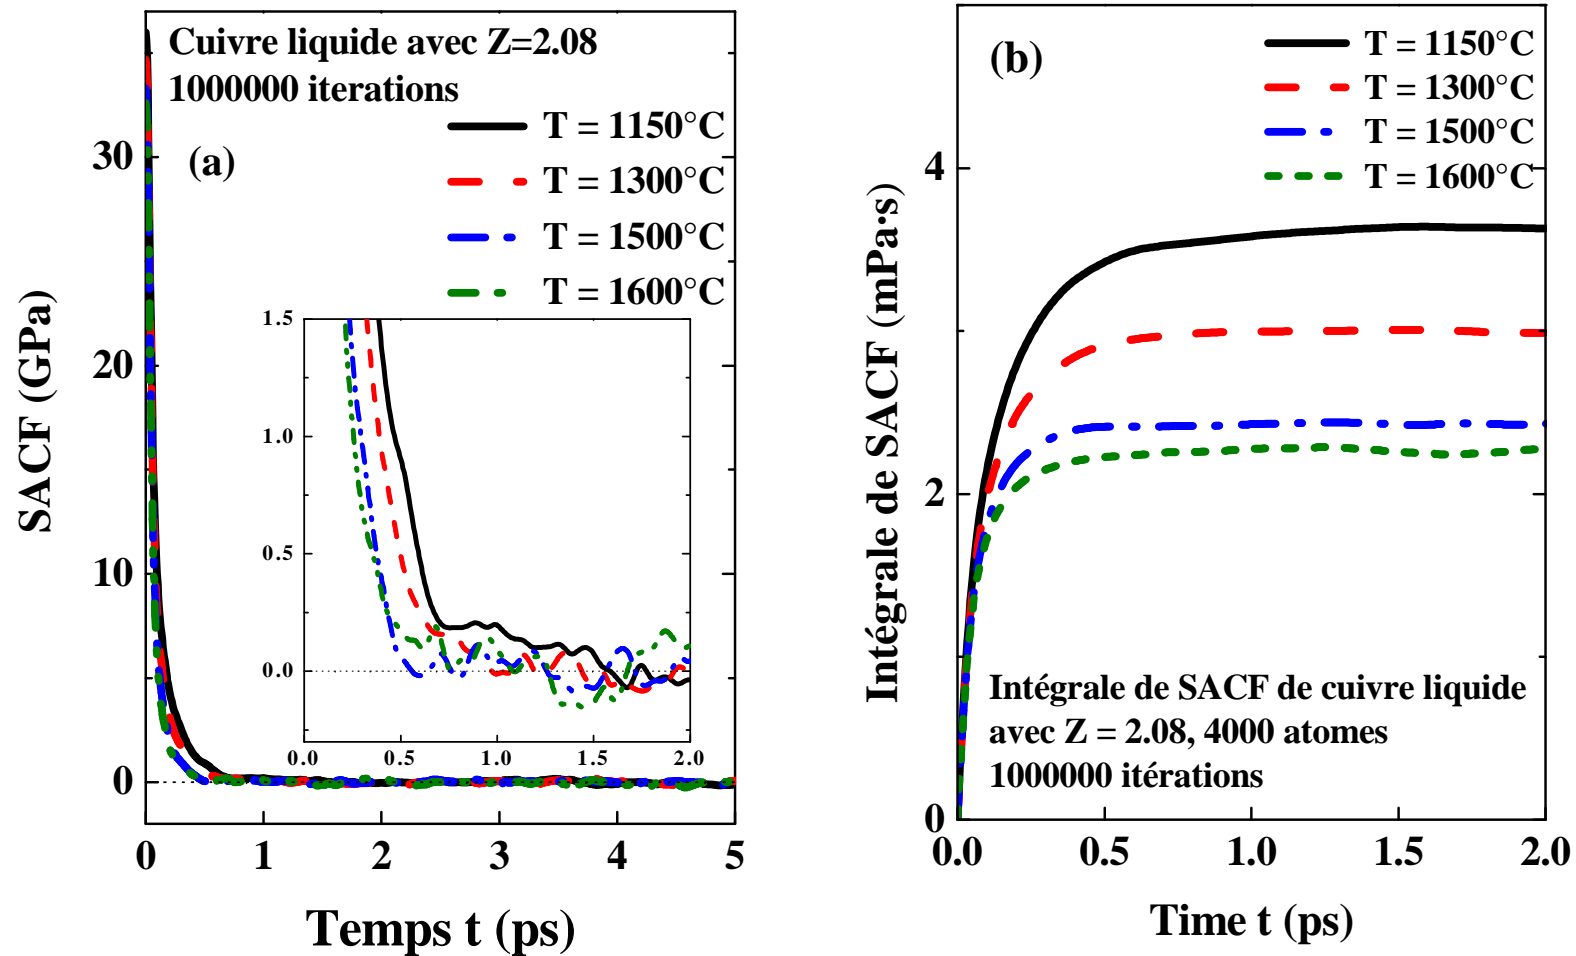 Cuivre liquide avec Z=2.08
1000000 iterations
T = 1150°C
(a)
T = 1300°C
T = 1500°C
T = 1600°C
SACF (GPa)
30
20
10
0
1.5
1.0
0.5
0.0
0.0
0.5
1.0
1.5
2.0
0
1
2
3
4
5
Temps t (ps)
(b)
T = 1150°C
T = 1300°C
T = 1500°C
T = 1600°C
Intégrale de SACF (mPa·s)
4
2
0
Intégrale de SACF de cuivre liquide
avec Z = 2.08, 4000 atomes
1000000 itérations
0.0
0.5
1.0
1.5
2.0
Time t (ps)